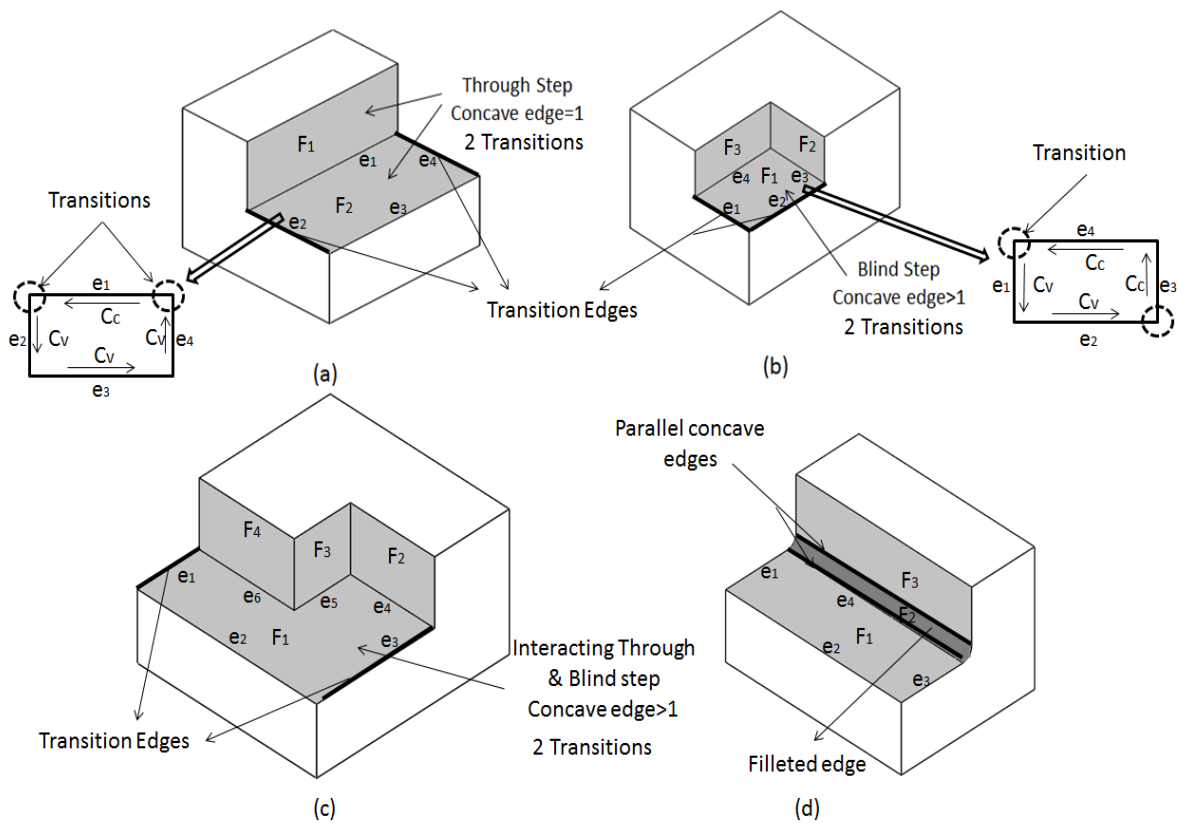 Through Step
Concave edge=1
2 Transitions
F1
e1
e4
F2
e3
e2
Transitions
e1
Cc
e2
Cv
Cv
e4
Cv
e3
Transition Edges
(a)
F3
F2
e4
F1
e3
e1
e2
Transition
Blind Step
Concave edge>1
2 Transitions
e4
Cc
e1
Cv
Cc
e3
Cv
e2
(b)
F4
F3
F2
e1
e6
e5
e4
e2
F1
e3
Interacting Through
& Blind step
Concave edge>1
2 Transitions
Transition Edges
(c)
Parallel concave
edges
F3
e1
e4
F2
e2
F1
e3
Filleted edge
(d)